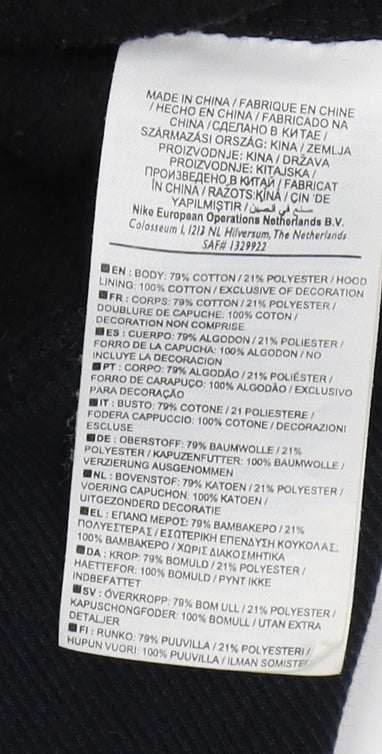 MADE IN CHINA / FABRIQUE EN CHINE
/ HECHO EN CHINA / FABRICADO NA
CHINA / СДЕЛАНО В КИТАЕ /
SZÁRMAZÁSI ORSZÁG: KINA / ZEMLJA
PROIZVODNJE: KINA / DRŽAVA
PROIZVODNJE: KITAJSKA /
ПРОИЗВЕДЕНО В КИТАЙ / FABRICAT
ÎN CHINA / RAŽOTS:ĶĪNĀ / ÇIN 'DE
YAPILMIŞTIR / صنع في الصين
Nike European Operations Netherlands B.V.
Colosseum 1, 1213 NL Hilversum, The Netherlands
SAF# 1329922
EN : BODY: 79% COTTON / 21% POLYESTER / HOOD
LINING: 100% COTTON / EXCLUSIVE OF DECORATION
FR : CORPS: 79% COTON / 21% POLYESTER /
DOUBLURE DE CAPUCHE: 100% COTON /
DECORATION NON COMPRISE
ES : CUERPO: 79% ALGODON / 21% POLIESTER /
FORRO DE LA CAPUCHA: 100% ALGODON / NO
INCLUYE LA DECORACION
PT : CORPO: 79% ALGODÃO / 21% POLIÉSTER /
FORRO DE CARAPUÇO: 100% ALGODÃO / EXCLUSIVO
PARA DECORAÇÃO
IT : BUSTO: 79% COTONE / 21 POLIESTERE /
FODERA CAPPUCCIO: 100% COTONE / DECORAZIONI
ESCLUSE
DE : OBERSTOFF: 79% BAUMWOLLE / 21%
POLYESTER / KAPUZENFUTTER: 100% BAUMWOLLE /
VERZIERUNG AUSGENOMMEN
NL : BOVENSTOF: 79% KATOEN / 21% POLYESTER /
VOERING CAPUCHON: 100% KATOEN /
UITGEZONDERD DECORATIE
EL : ΕΠΑΝΩ ΜΕΡΟΣ: 79% ΒΑΜΒΑΚΕΡΟ / 21%
ΠΟΛΥΕΣΤΕΡΑΣ / ΕΣΩΤΕΡΙΚΗ ΕΠΕΝΔΥΣΗ ΚΟΥΚΟΛΑΣ:
100% ΒΑΜΒΑΚΕΡΟ / ΧΩΡΙΣ ΔΙΑΚΟΣΜΗΤΙΚΑ
DA : KROP: 79% BOMULD / 21% POLYESTER /
HAETTEFOR: 100% BOMULD / PYNT IKKE
INDBEFATTET
SV : ÖVERKROPP: 79% BOM ULL / 21% POLYESTER /
KAPUSCHONGFODER: 100% BOMULL / UTAN EXTRA
DETALJER
FI : RUNKO: 79% PUUVILLA / 21% POLYESTERI /
HUPUN VUORI: 100% PUUVILLA / ILMAN SOMISTEI